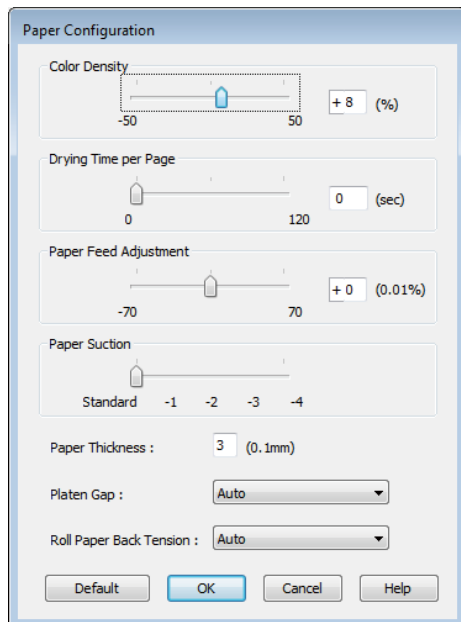 Paper Configuration
Color Density
+ 8 (%)
-50 50
Drying Time per Page
0 (sec)
0 120
Paper Feed Adjustment
+ 0 (0.01%)
-70 70
Paper Suction
Standard -1 -2 -3 -4
Paper Thickness : 3 (0.1mm)
Platen Gap : Auto
Roll Paper Back Tension : Auto
Default OK Cancel Help